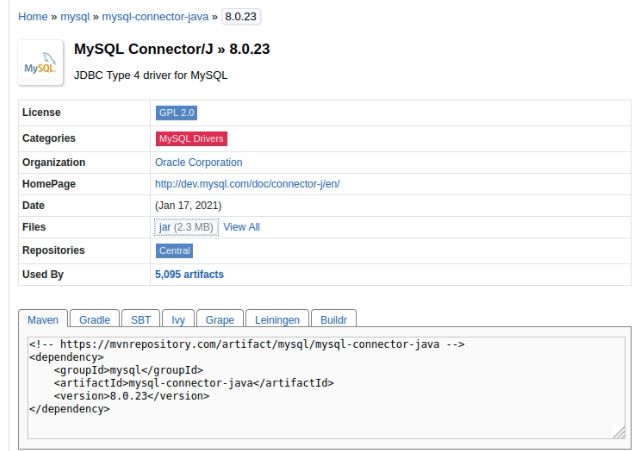 Home » mysql » mysql-connector-java » 8.0.23
MySQL Connector/J » 8.0.23
MySQL
JDBC Type 4 driver for MySQL
License GPL 2.0
Categories MySQL Drivers
Organization Oracle Corporation
HomePage http://dev.mysql.com/doc/connector-j/en/
Date (Jan 17, 2021)
Files jar (2.3 MB) View All
Repositories Central
Used By 5,095 artifacts
Maven Gradle SBT Ivy Grape Leiningen Buildr
<!-- https://mvnrepository.com/artifact/mysql/mysql-connector-java -->
<dependency>
    <groupId>mysql</groupId>
    <artifactId>mysql-connector-java</artifactId>
    <version>8.0.23</version>
</dependency>